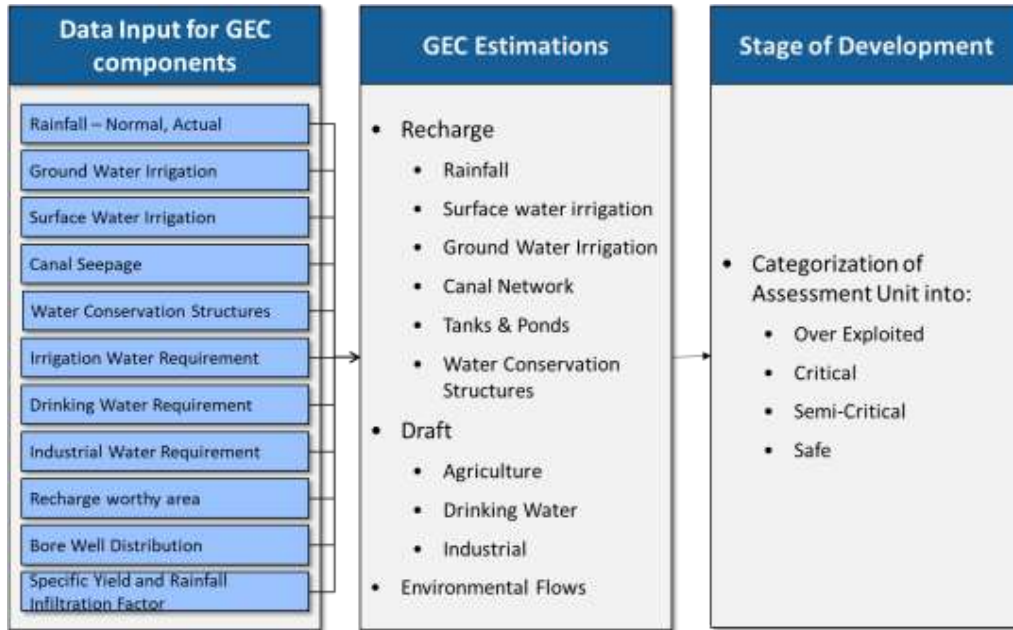 Data Input for GEC
components
Rainfall – Normal, Actual
Ground Water Irrigation
Surface Water Irrigation
Canal Seepage
Water Conservation Structures
Irrigation Water Requirement
Drinking Water Requirement
Industrial Water Requirement
Recharge worthy area
Bore Well Distribution
Specific Yield and Rainfall
Infiltration Factor
GEC Estimations
• Recharge
• Rainfall
• Surface water irrigation
• Ground Water Irrigation
• Canal Network
• Tanks & Ponds
• Water Conservation
Structures
• Draft
• Agriculture
• Drinking Water
• Industrial
• Environmental Flows
Stage of Development
• Categorization of
Assessment Unit into:
• Over Exploited
• Critical
• Semi-Critical
• Safe